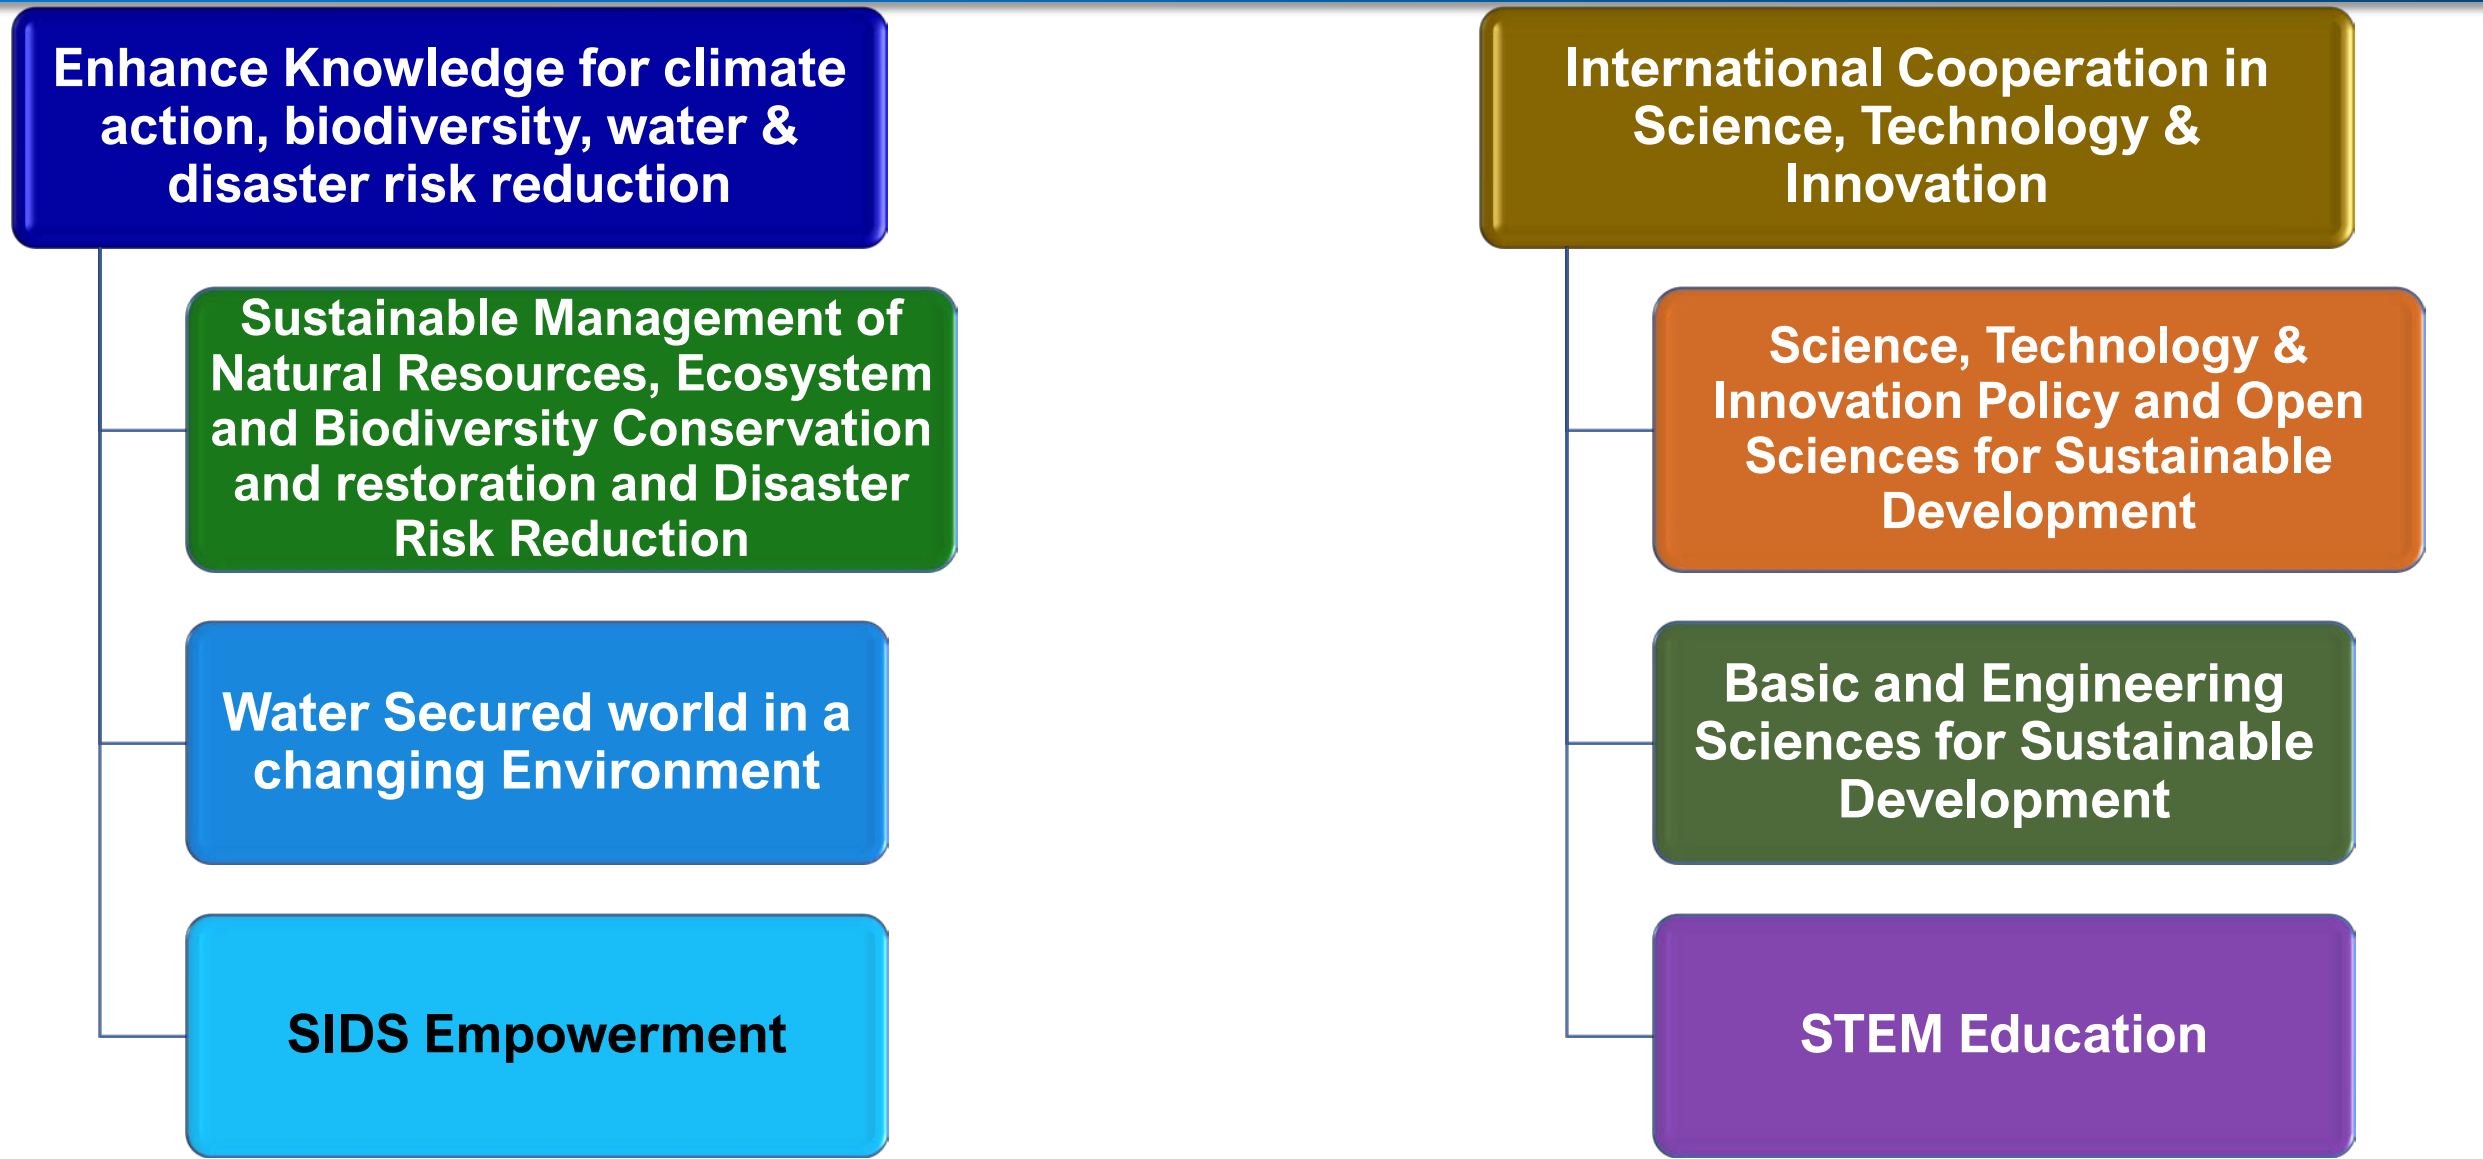 Enhance Knowledge for climate
action, biodiversity, water &
disaster risk reduction
Sustainable Management of
Natural Resources, Ecosystem
and Biodiversity Conservation
and restoration and Disaster
Risk Reduction
Water Secured world in a
changing Environment
SIDS Empowerment
International Cooperation in
Science, Technology &
Innovation
Science, Technology &
Innovation Policy and Open
Sciences for Sustainable
Development
Basic and Engineering
Sciences for Sustainable
Development
STEM Education